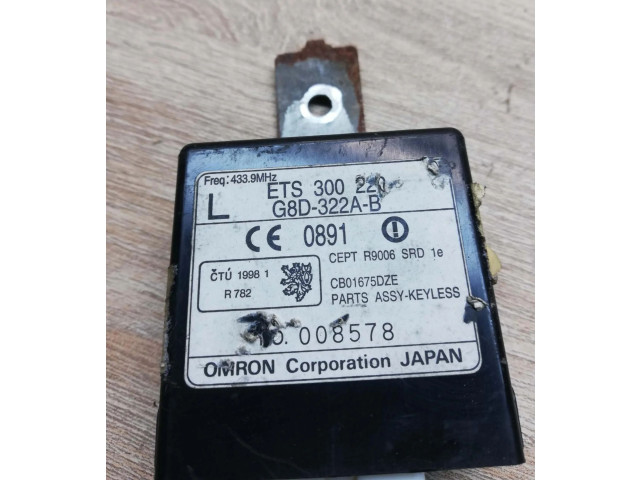 Freq: 433.9MHz
L ETS 300 220
G8D-322A-B
CE 0891
CEPT R9006 SRD 1e
ČTÚ 1998 1
R 782
CB01675DZE
PARTS ASSY-KEYLESS
008578
OMRON Corporation JAPAN